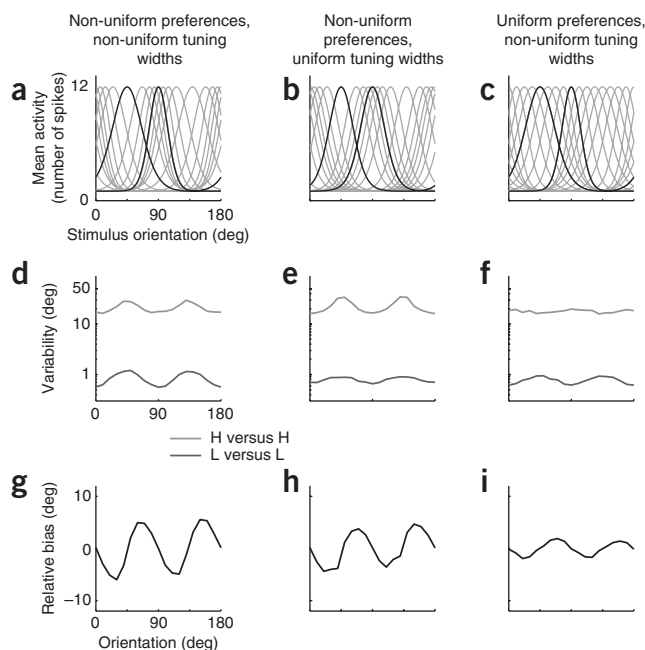 Non-uniform preferences,
non-uniform tuning
widths
Non-uniform
preferences,
uniform tuning widths
Uniform preferences,
non-uniform tuning
widths
a
b
c
Mean activity
(number of spikes)
12
0
0
90
180
Stimulus orientation (deg)
d
e
f
Variability (deg)
50
10
1
0
90
180
H versus H
L versus L
g
h
i
Relative bias (deg)
10
0
−10
0
90
180
Orientation (deg)